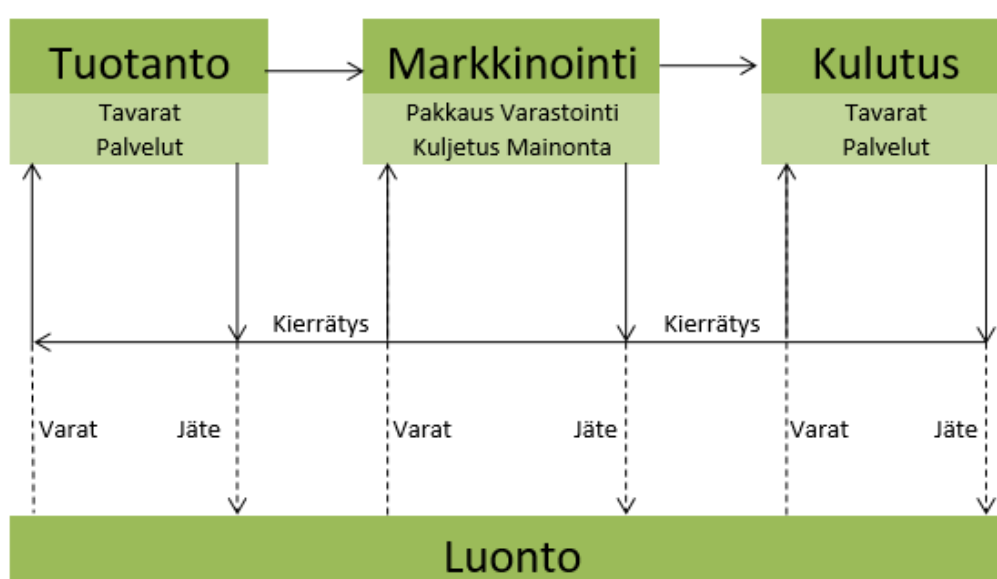 Tuotanto
Tavarat
Palvelut
Markkinointi
Pakkaus Varastointi
Kuljetus Mainonta
Kulutus
Tavarat
Palvelut
Kierrätys
Kierrätys
Varat
Jäte
Varat
Jäte
Varat
Jäte
Luonto